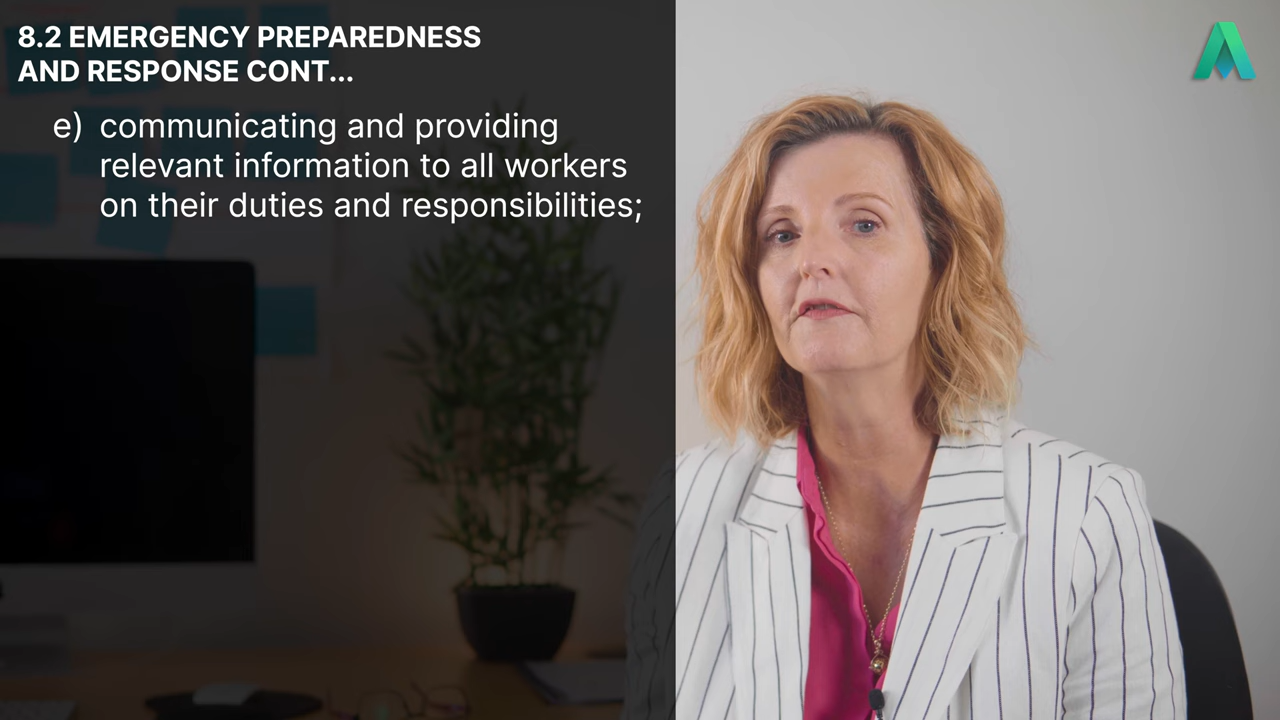 8.2 EMERGENCY PREPAREDNESS
AND RESPONSE CONT...
e) communicating and providing
relevant information to all workers
on their duties and responsibilities;